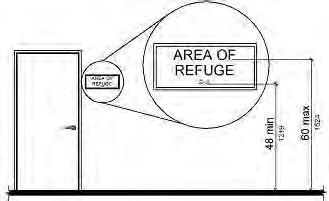 AREA OF
REFUGE
AREA OF
REFUGE
48 min
1219
60 max
1524